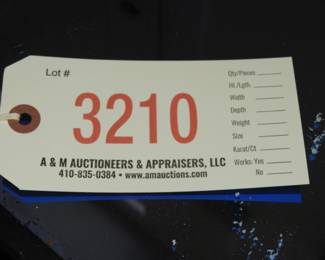 Lot #
3210
A & M AUCTIONEERS & APPRAISERS, LLC
410-835-0384 • www.amauctions.com
Qty/Pieces
Ht./Lgth.
Width
Depth
Weight
Size
Karat/Ct
Works: Yes
No